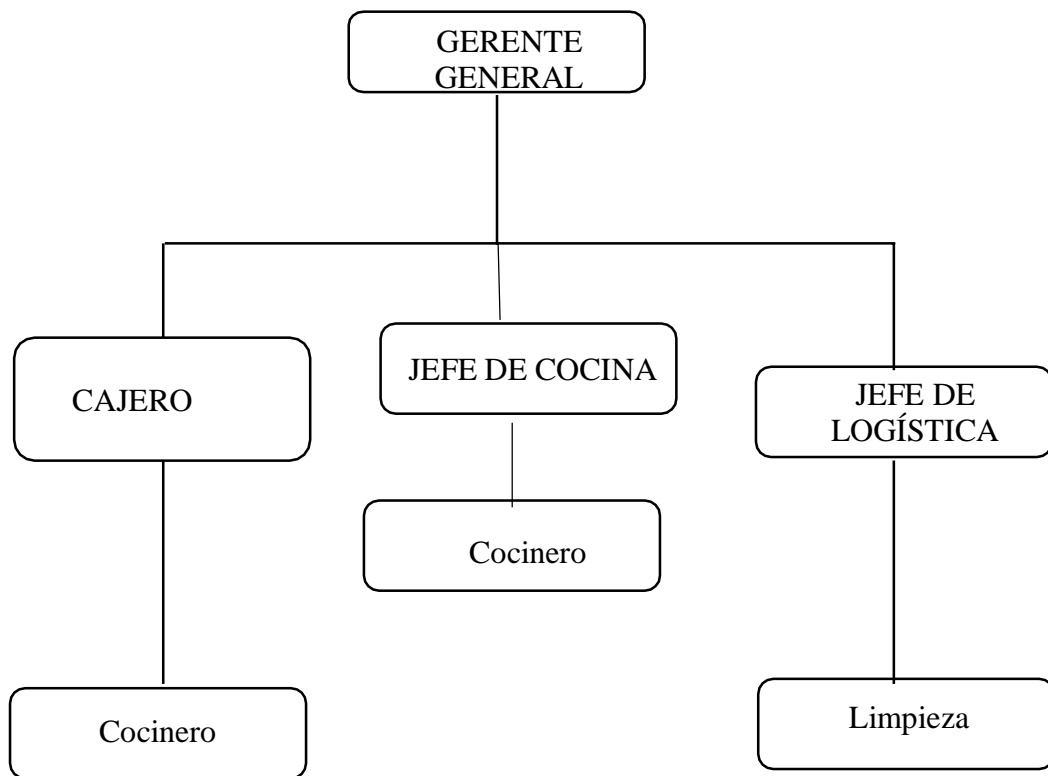 GERENTE
GENERAL
CAJERO
JEFE DE COCINA
JEFE DE
LOGÍSTICA
Cocinero
Cocinero
Limpieza